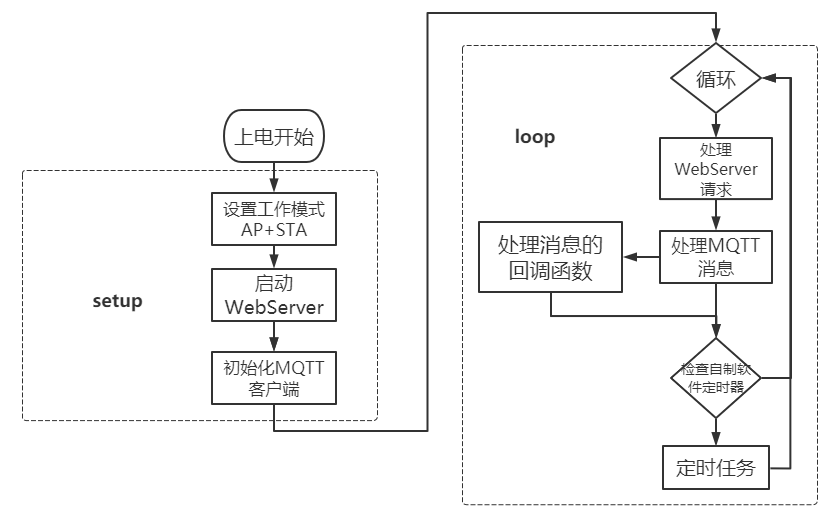 上电开始
setup
设置工作模式
AP+STA
启动
WebServer
初始化MQTT
客户端
loop
循环
处理
WebServer
请求
处理MQTT
消息
处理消息的
回调函数
检查自制软
件定时器
定时任务